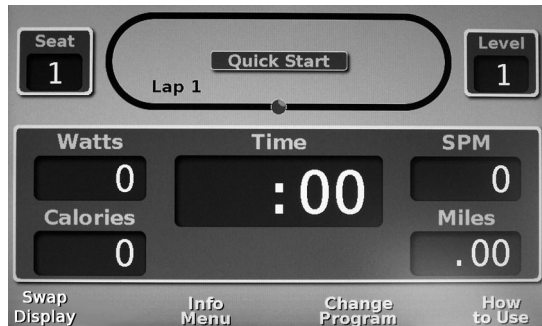 Seat
1
Quick Start
Lap 1
Level
1
Watts
0
Time
:00
SPM
0
Calories
0
Miles
.00
Swap
Display
Info
Menu
Change
Program
How
to Use